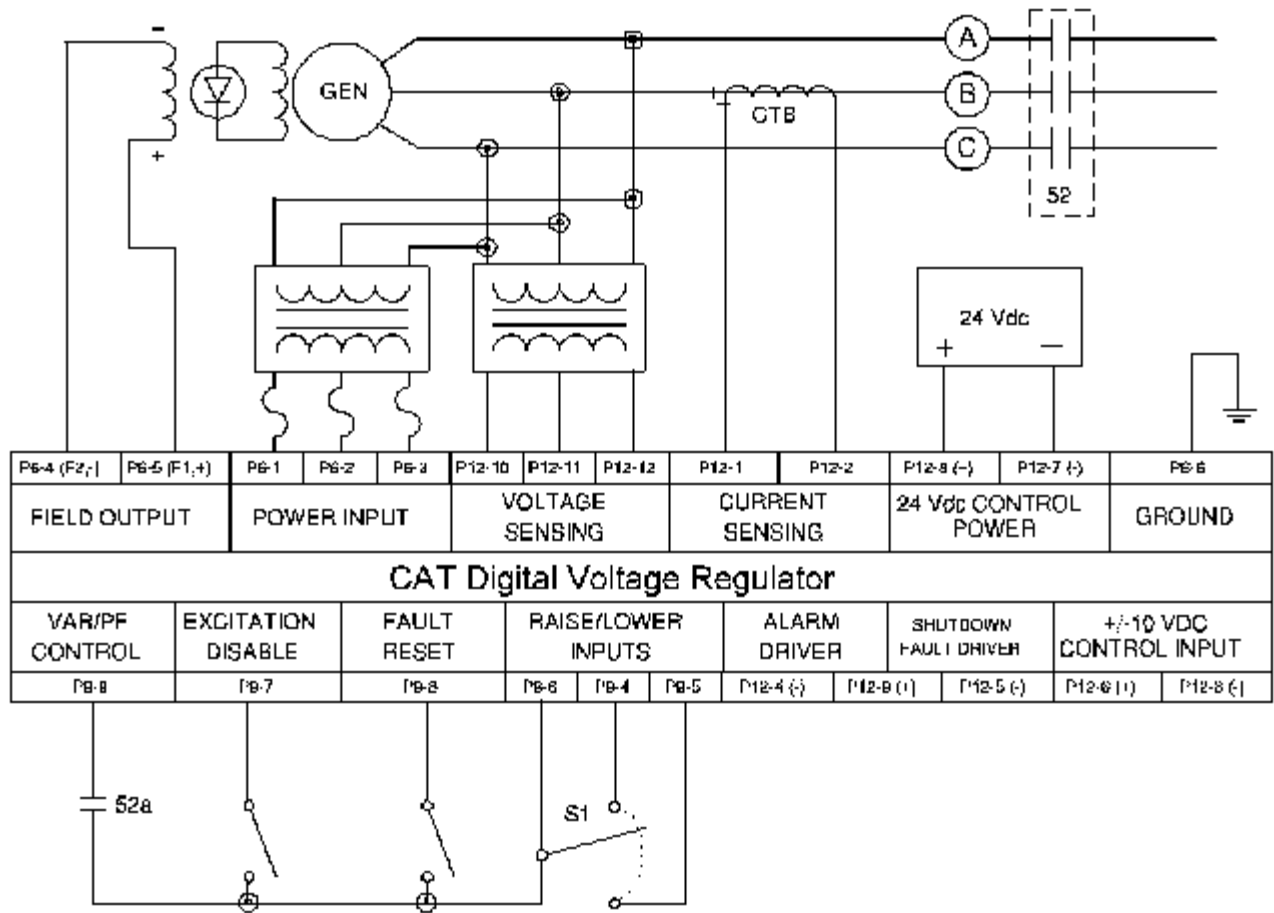 -
GEN
+
A
B
C
CTB
52
24 Vdc
+ –
P6-4 (F2,-) P6-5 (F1,+) P6-1 P6-2 P6-3 P12-10 P12-11 P12-12 P12-1 P12-2 P12-7 (-) P6-6
FIELD OUTPUT
POWER INPUT
VOLTAGE
SENSING
CURRENT
SENSING
24 Vdc CONTROL
POWER
GROUND
CAT Digital Voltage Regulator
VAR/PF
CONTROL
EXCITATION
DISABLE
FAULT
RESET
RAISE/LOWER
INPUTS
ALARM
DRIVER
SHUTDOWN
FAULT DRIVER
+/-10 VDC
CONTROL INPUT
P9-7 P9-6 P9-4 P9-5 P12-4 (-) P12-9 (+) P12-5 (-) P12-6 (+)
52a
S1